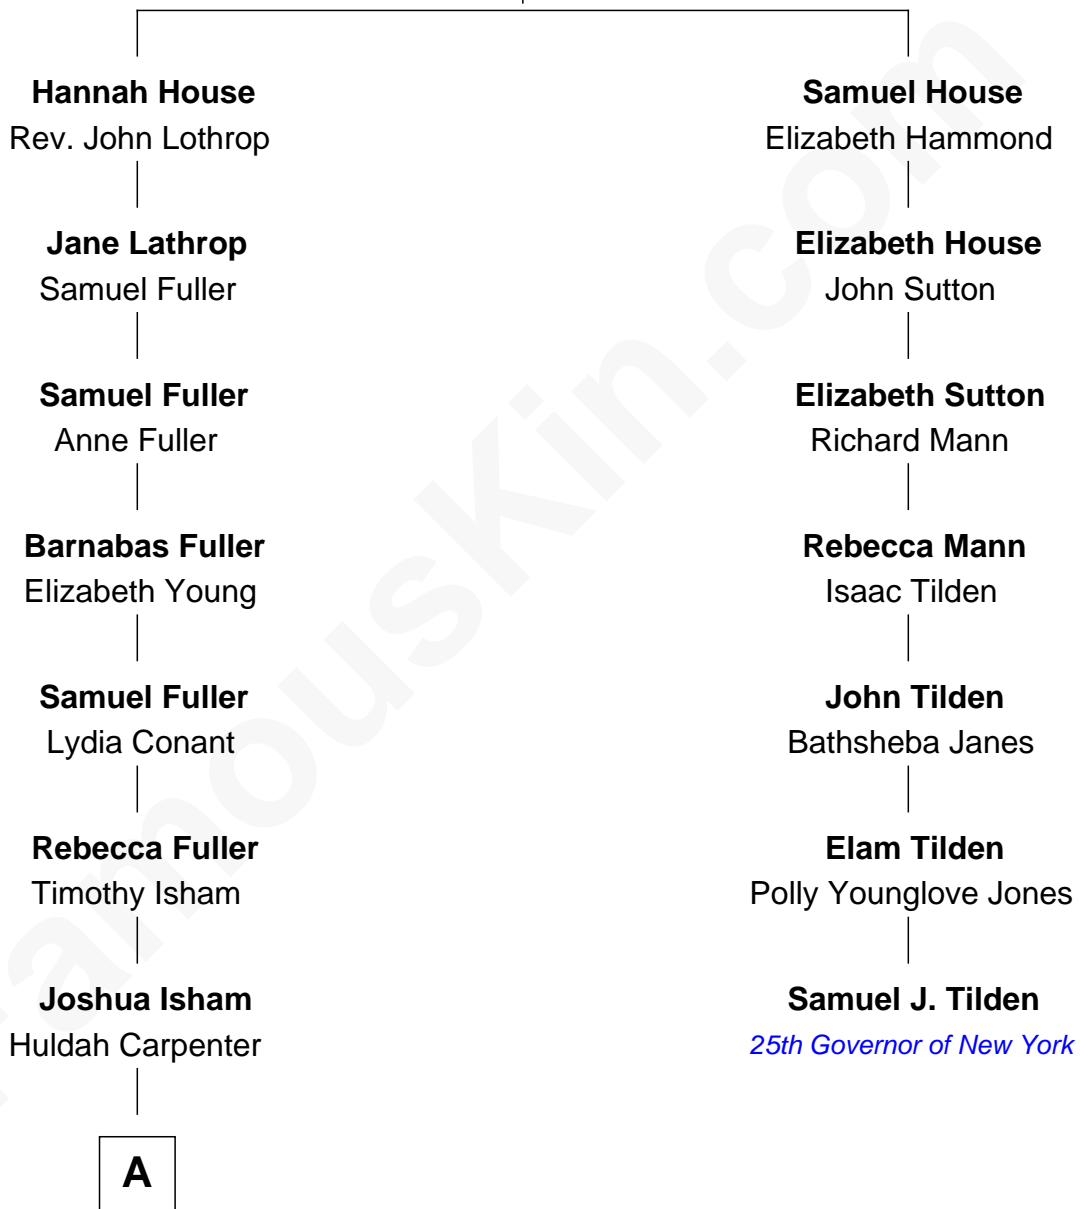 Hannah House
Rev. John Lothrop
Jane Lathrop
Samuel Fuller
Samuel Fuller
Anne Fuller
Barnabas Fuller
Elizabeth Young
Samuel Fuller
Lydia Conant
Rebecca Fuller
Timothy Isham
Joshua Isham
Huldah Carpenter
A
Samuel House
Elizabeth Hammond
Elizabeth House
John Sutton
Elizabeth Sutton
Richard Mann
Rebecca Mann
Isaac Tilden
John Tilden
Bathsheba Janes
Elam Tilden
Polly Younglove Jones
Samuel J. Tilden
25th Governor of New York
FamousKin.com